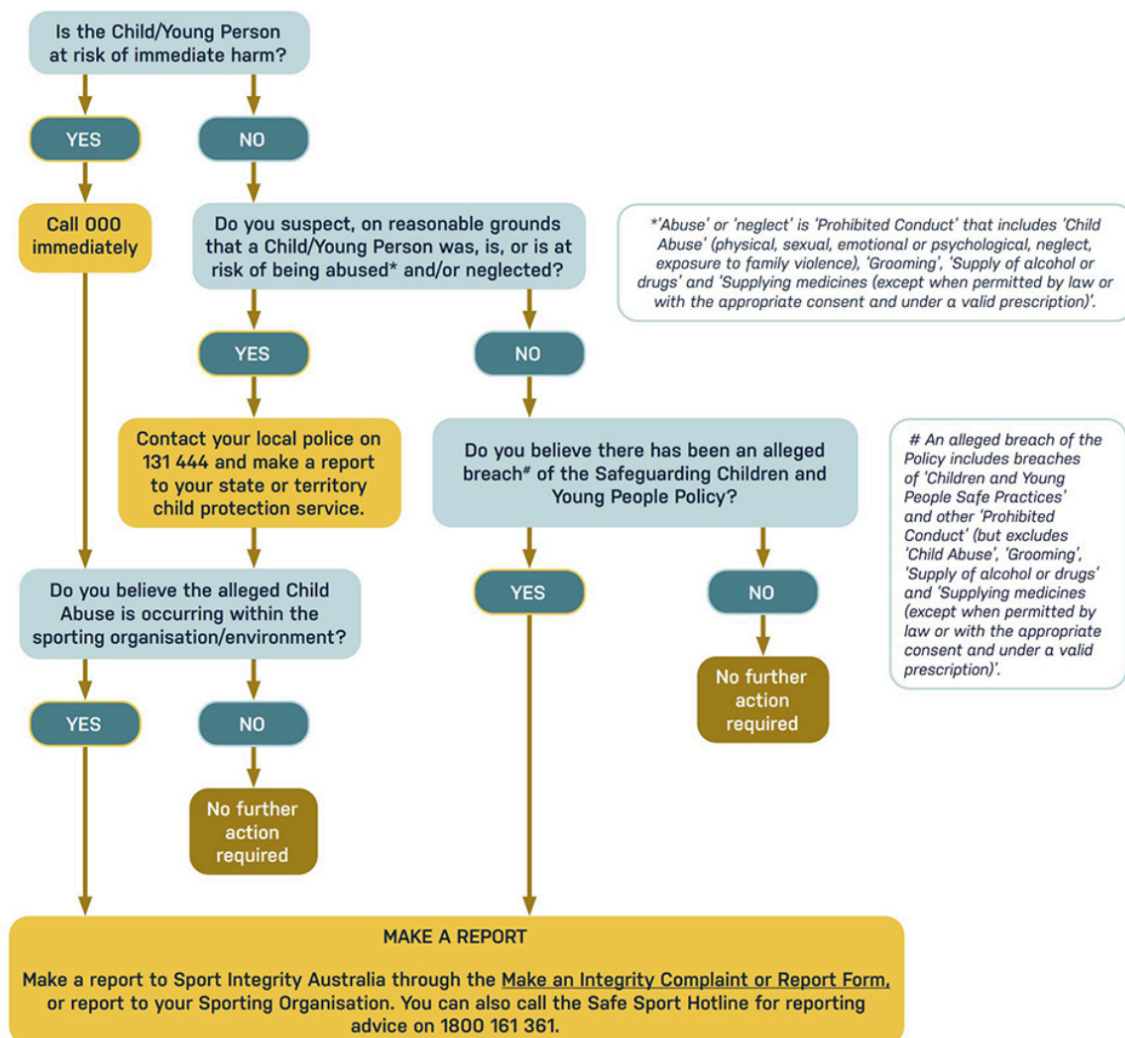 Is the Child/Young Person
at risk of immediate harm?
YES
NO
Call 000
immediately
Do you suspect, on reasonable grounds
that a Child/Young Person was, is, or is at
risk of being abused* and/or neglected?
*'Abuse' or 'neglect' is 'Prohibited Conduct' that includes 'Child
Abuse' (physical, sexual, emotional or psychological, neglect,
exposure to family violence), 'Grooming', 'Supply of alcohol or
drugs' and 'Supplying medicines (except when permitted by law or
with the appropriate consent and under a valid prescription)'.
YES
NO
Contact your local police on
131 444 and make a report
to your state or territory
child protection service.
Do you believe there has been an alleged
breach# of the Safeguarding Children and
Young People Policy?
# An alleged breach of the
Policy includes breaches
of 'Children and Young
People Safe Practices'
and other 'Prohibited
Conduct' (but excludes
'Child Abuse', 'Grooming',
'Supply of alcohol or drugs'
and 'Supplying medicines
(except when permitted by
law or with the appropriate
consent and under a valid
prescription)'.
Do you believe the alleged Child
Abuse is occurring within the
sporting organisation/environment?
YES
NO
No further
action
required
YES
NO
No further
action
required
MAKE A REPORT
Make a report to Sport Integrity Australia through the Make an Integrity Complaint or Report Form,
or report to your Sporting Organisation. You can also call the Safe Sport Hotline for reporting
advice on 1800 161 361.